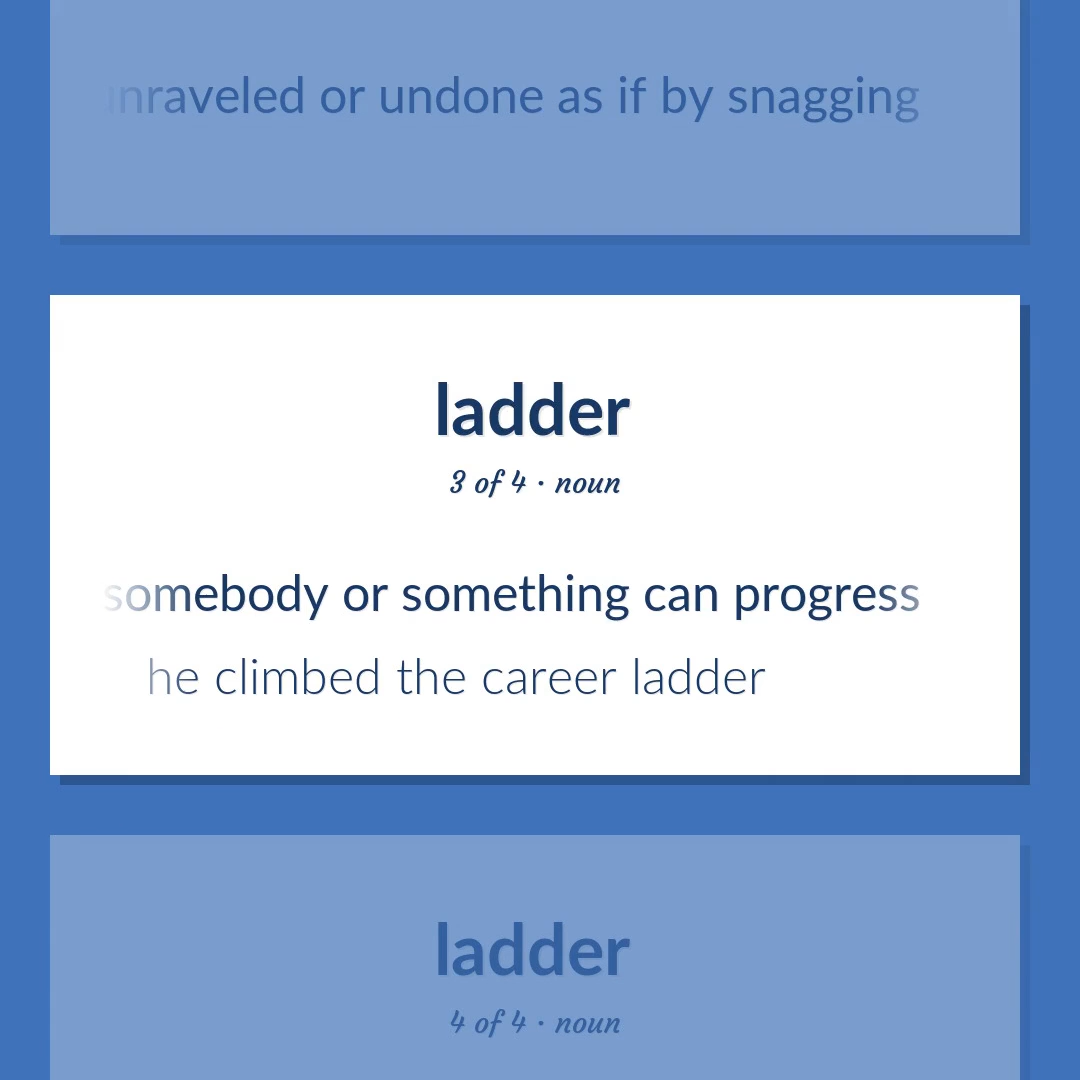 unraveled or undone as if by snagging
ladder
3 of 4 · noun
somebody or something can progress
he climbed the career ladder
ladder
4 of 4 · noun